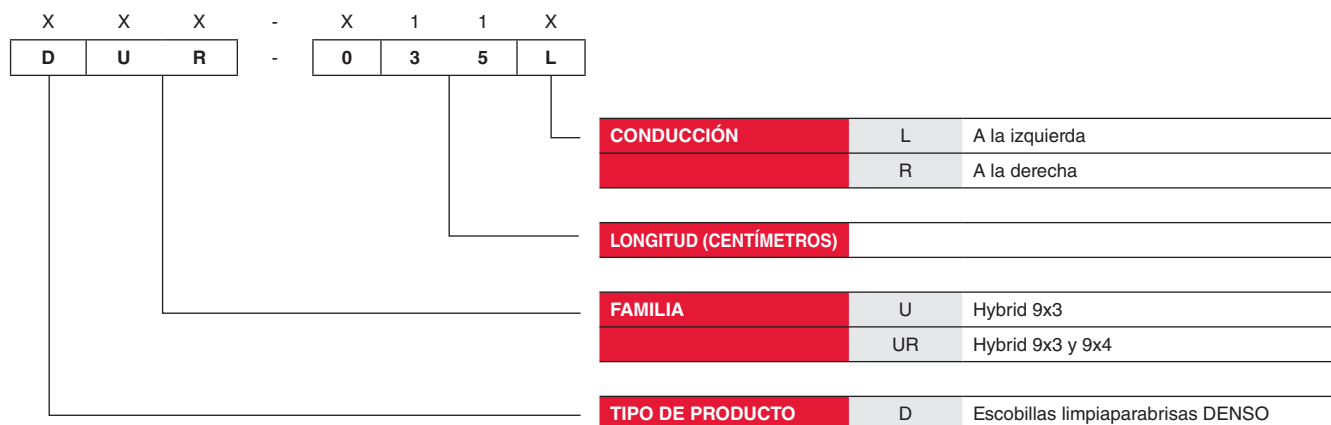 X X X - X 1 1 X
D U R - 0 3 5 L
CONDUCCIÓN L A la izquierda
R A la derecha
LONGITUD (CENTÍMETROS)
FAMILIA U Hybrid 9x3
UR Hybrid 9x3 y 9x4
TIPO DE PRODUCTO D Escobillas limpiaparabrisas DENSO